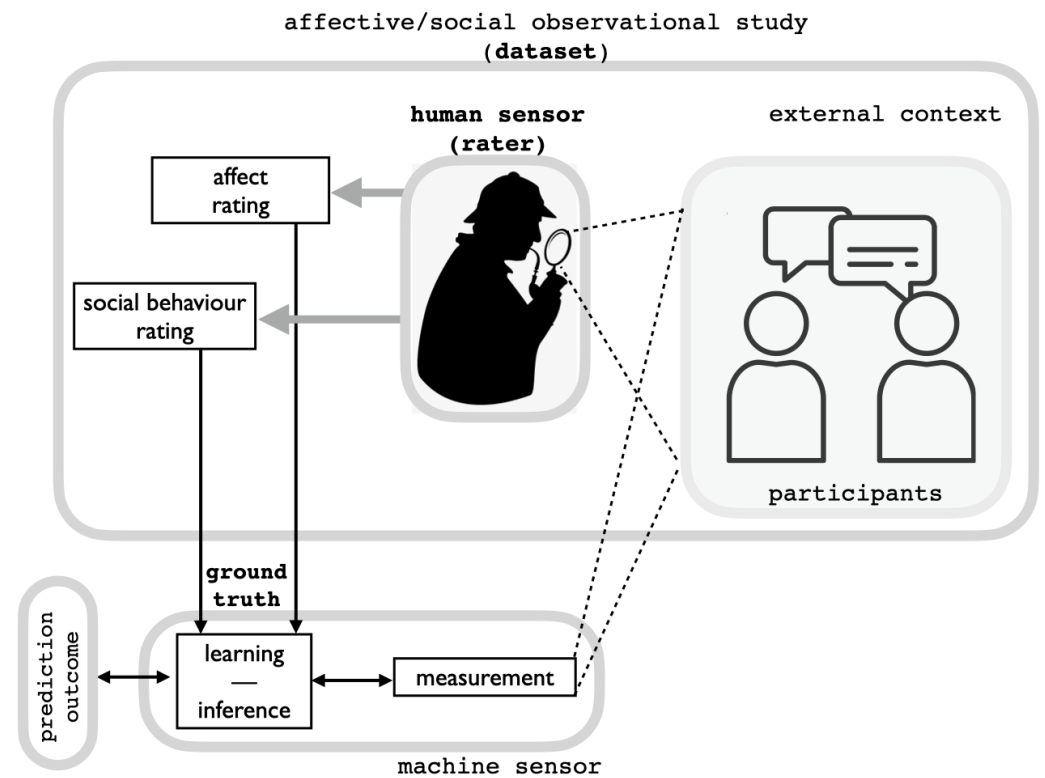 affective/social observational study
(dataset)
human sensor
(rater)
external context
affect
rating
social behaviour
rating
participants
ground
truth
prediction
outcome
learning
—
inference
measurement
machine sensor